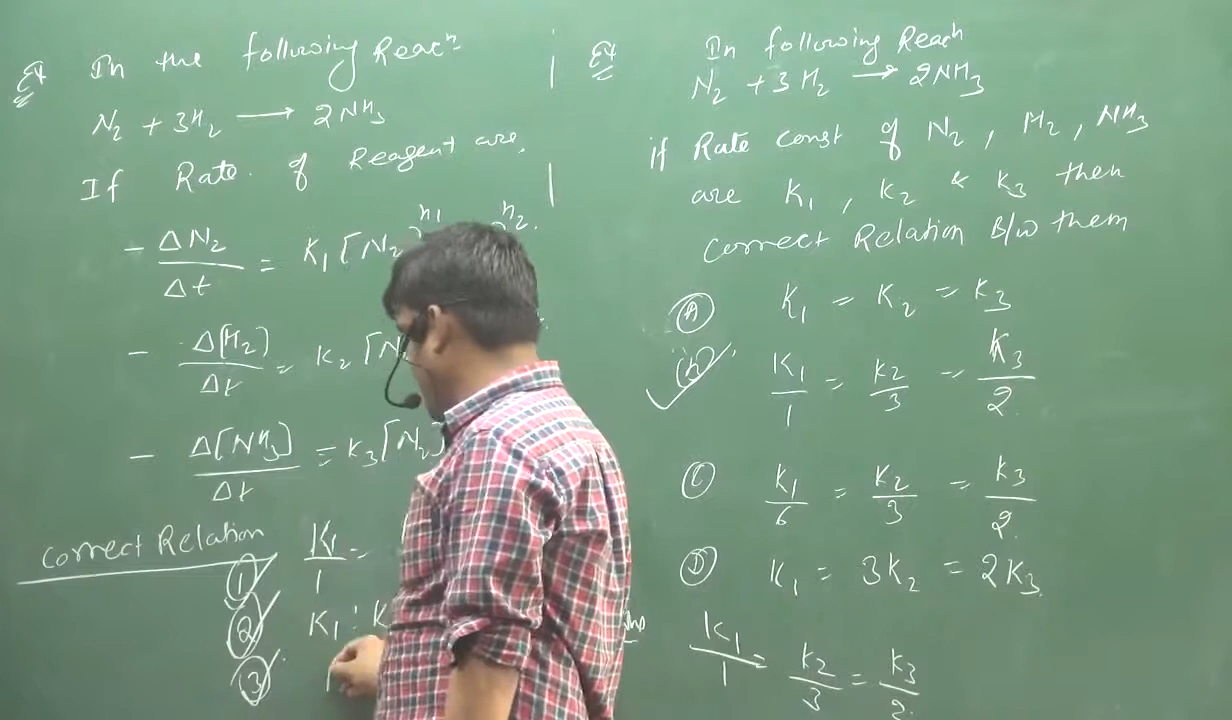 Ex In the following Reacn
N2 + 3H2 → 2NH3
If Rate of Reagent are,
- ΔN2/Δt = K1 [N2 n1 n2.
- Δ[H2]/Δt = K2 [N
- Δ[NH3]/Δt = K3 [N2]
Correct Relation
① K1/1 =
② K1 : K
③
Ex In following Reacn
N2 + 3H2 → 2NH3
if Rate const of N2, H2, NH3
are K1, K2 & K3 then
correct Relation B/w them
(A) K1 = K2 = K3
K1/1 = K2/3 = K3/2.
(C) K1/6 = K2/3 = K3/2.
(D) K1 = 3K2 = 2K3.
K1/1 = K2/3 = K3/2